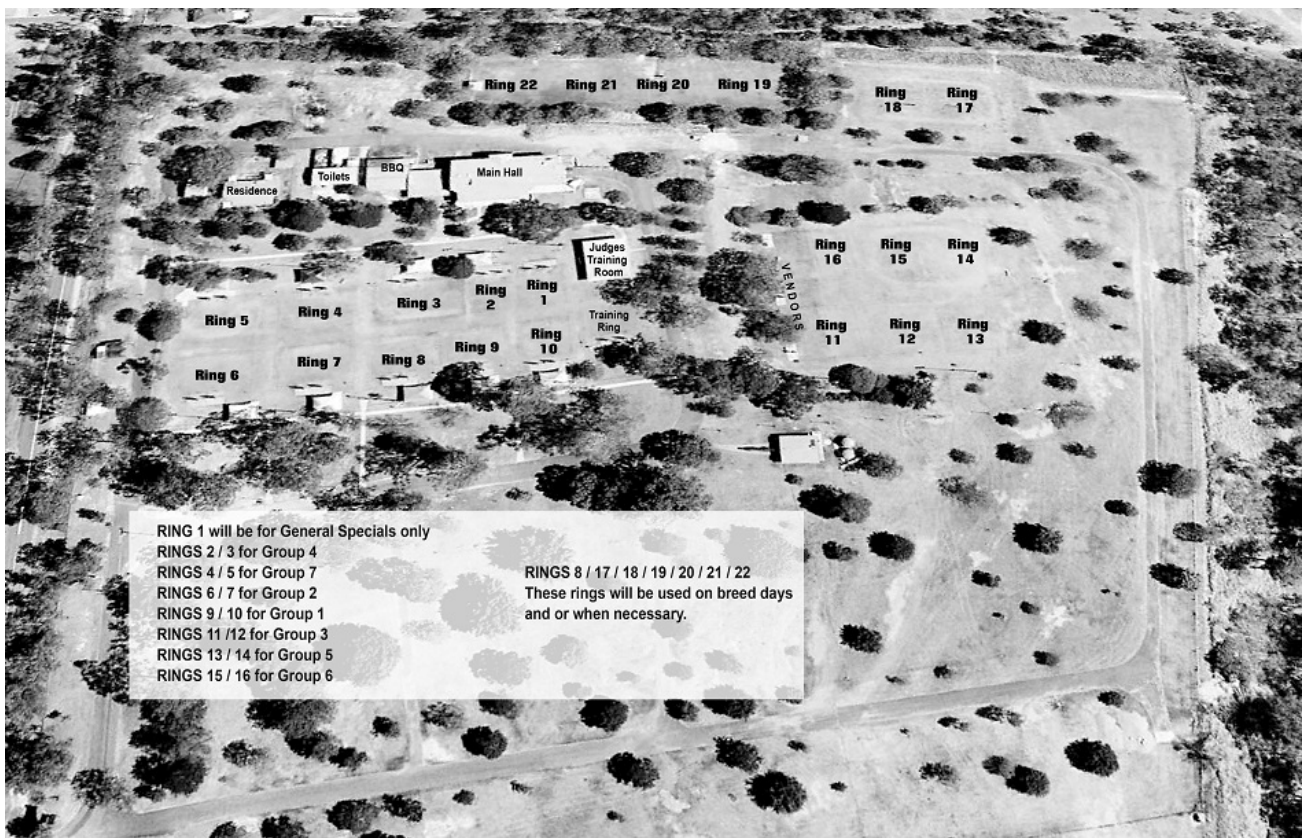 Ring 22
Ring 21
Ring 20
Ring 19
Ring
18
Ring
17
Residence
Toilets
BBQ
Main Hall
Judges
Training
Room
Ring
16
Ring
15
Ring
14
VENDORS
Ring 5
Ring 4
Ring 3
Ring
2
Ring
1
Training
Ring
Ring
11
Ring
12
Ring
13
Ring 6
Ring 7
Ring 8
Ring 9
Ring
10
RING 1 will be for General Specials only
RINGS 2 / 3 for Group 4
RINGS 4 / 5 for Group 7
RINGS 6 / 7 for Group 2
RINGS 9 / 10 for Group 1
RINGS 11 /12 for Group 3
RINGS 13 / 14 for Group 5
RINGS 15 / 16 for Group 6
RINGS 8 / 17 / 18 / 19 / 20 / 21 / 22
These rings will be used on breed days
and or when necessary.